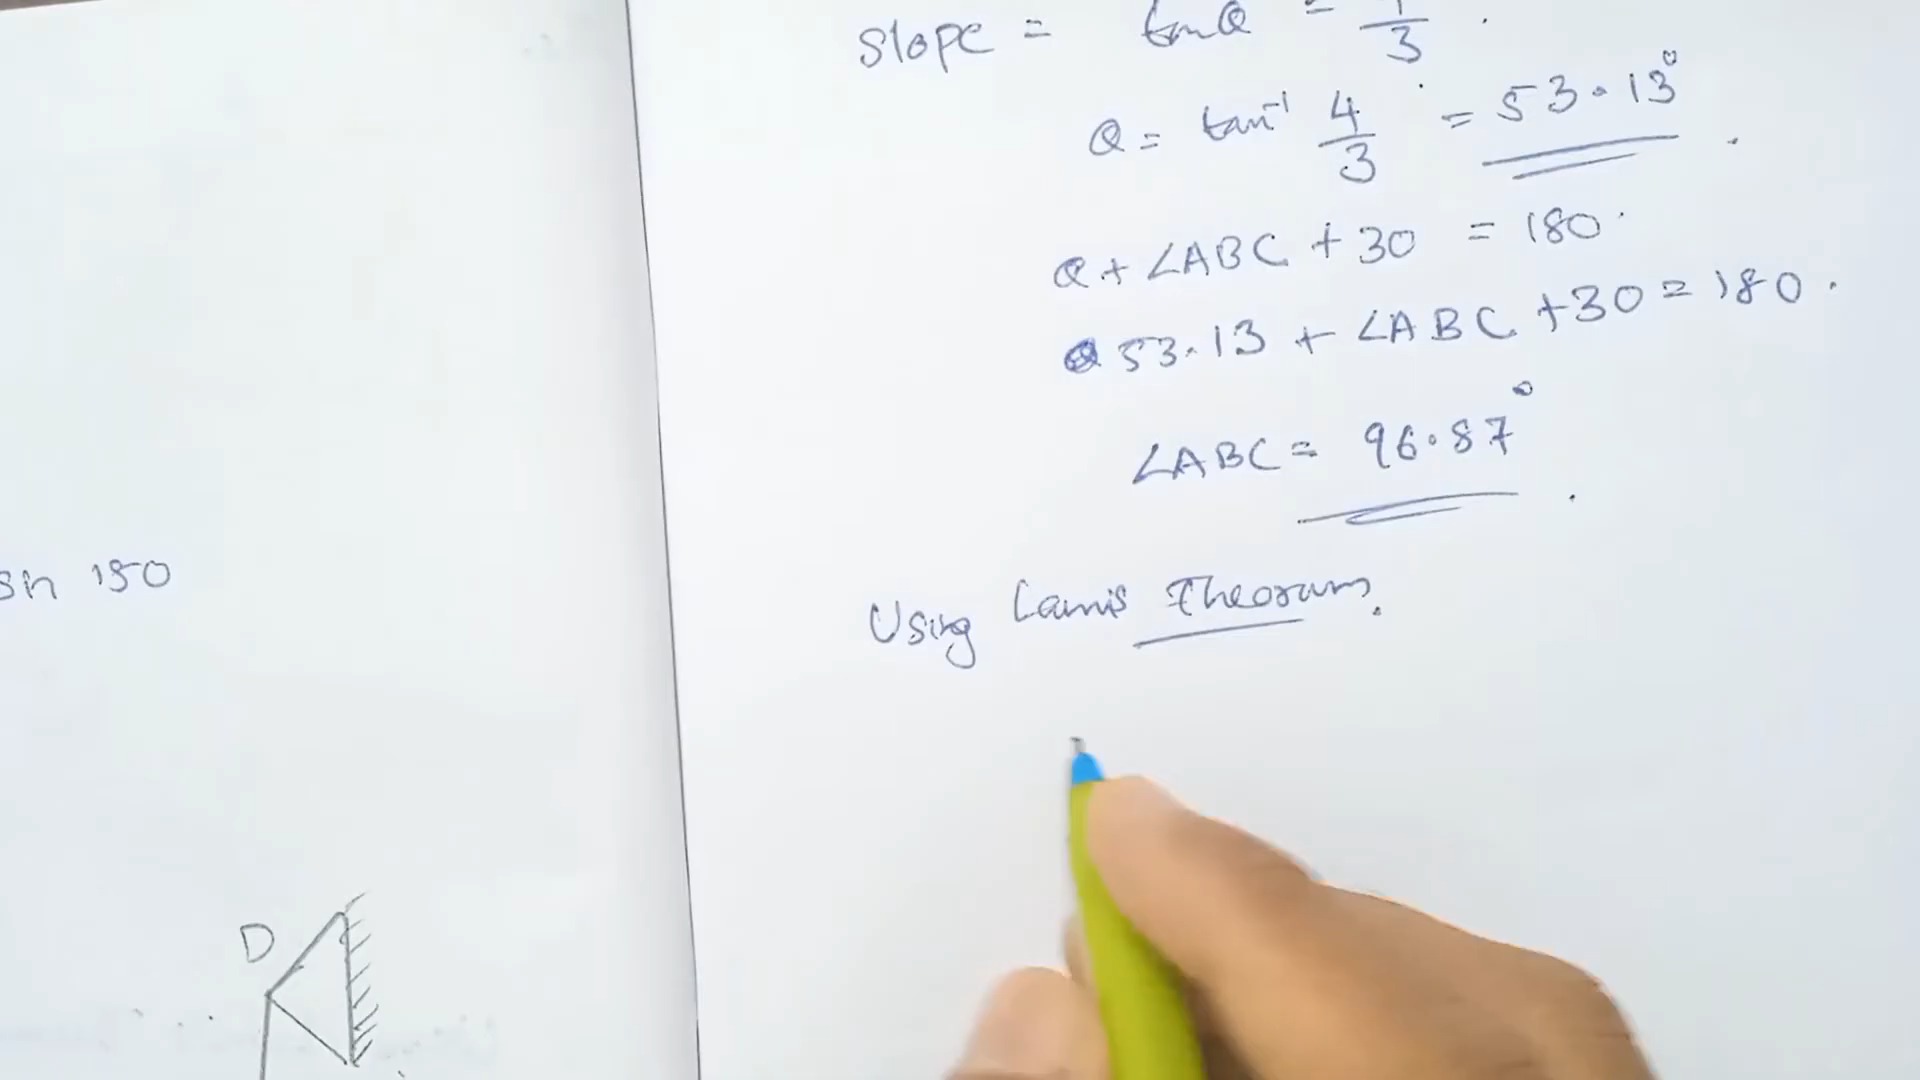 sin 150
D
Slope = tanQ = 4/3 .
Q = tan⁻¹ 4/3 = 53.13° .
Q + ∠ABC + 30 = 180 .
53.13 + ∠ABC + 30 = 180 .
∠ABC = 96.87° .
Using Lamis Theoram .